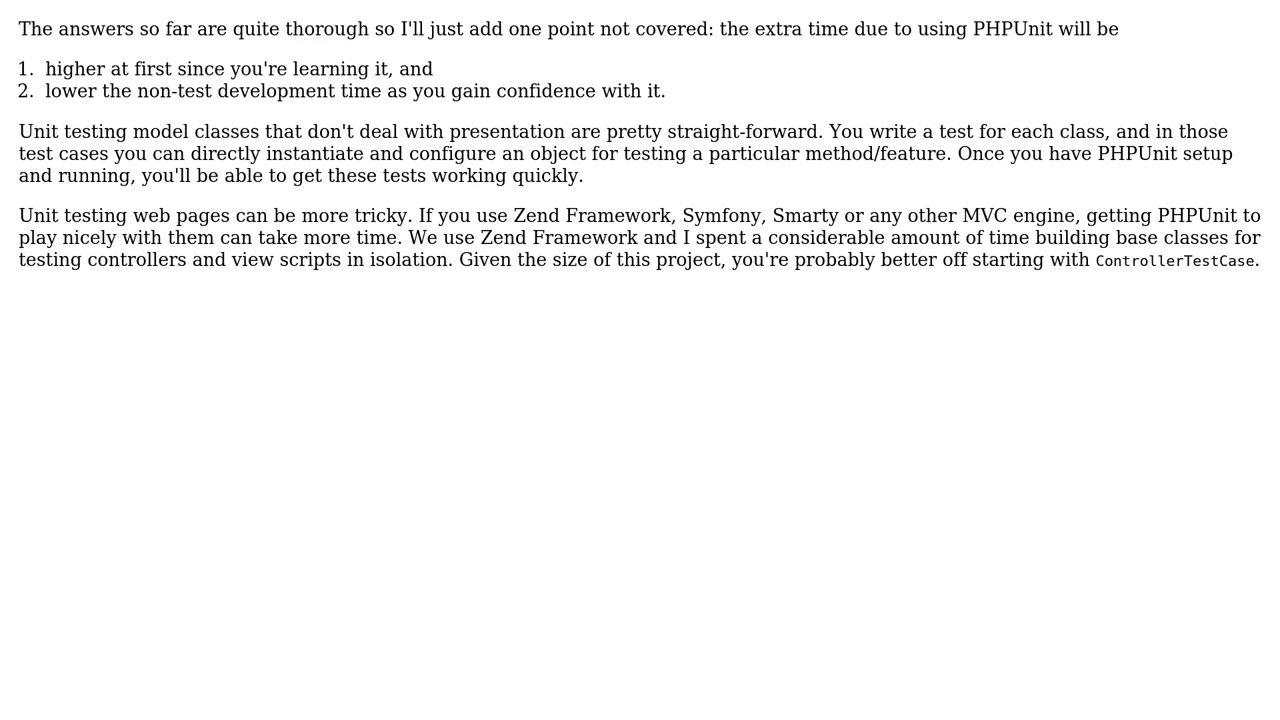 The answers so far are quite thorough so I'll just add one point not covered: the extra time due to using PHPUnit will be
1. higher at first since you're learning it, and
2. lower the non-test development time as you gain confidence with it.
Unit testing model classes that don't deal with presentation are pretty straight-forward. You write a test for each class, and in those
test cases you can directly instantiate and configure an object for testing a particular method/feature. Once you have PHPUnit setup
and running, you'll be able to get these tests working quickly.
Unit testing web pages can be more tricky. If you use Zend Framework, Symfony, Smarty or any other MVC engine, getting PHPUnit to
play nicely with them can take more time. We use Zend Framework and I spent a considerable amount of time building base classes for
testing controllers and view scripts in isolation. Given the size of this project, you're probably better off starting with ControllerTestCase.